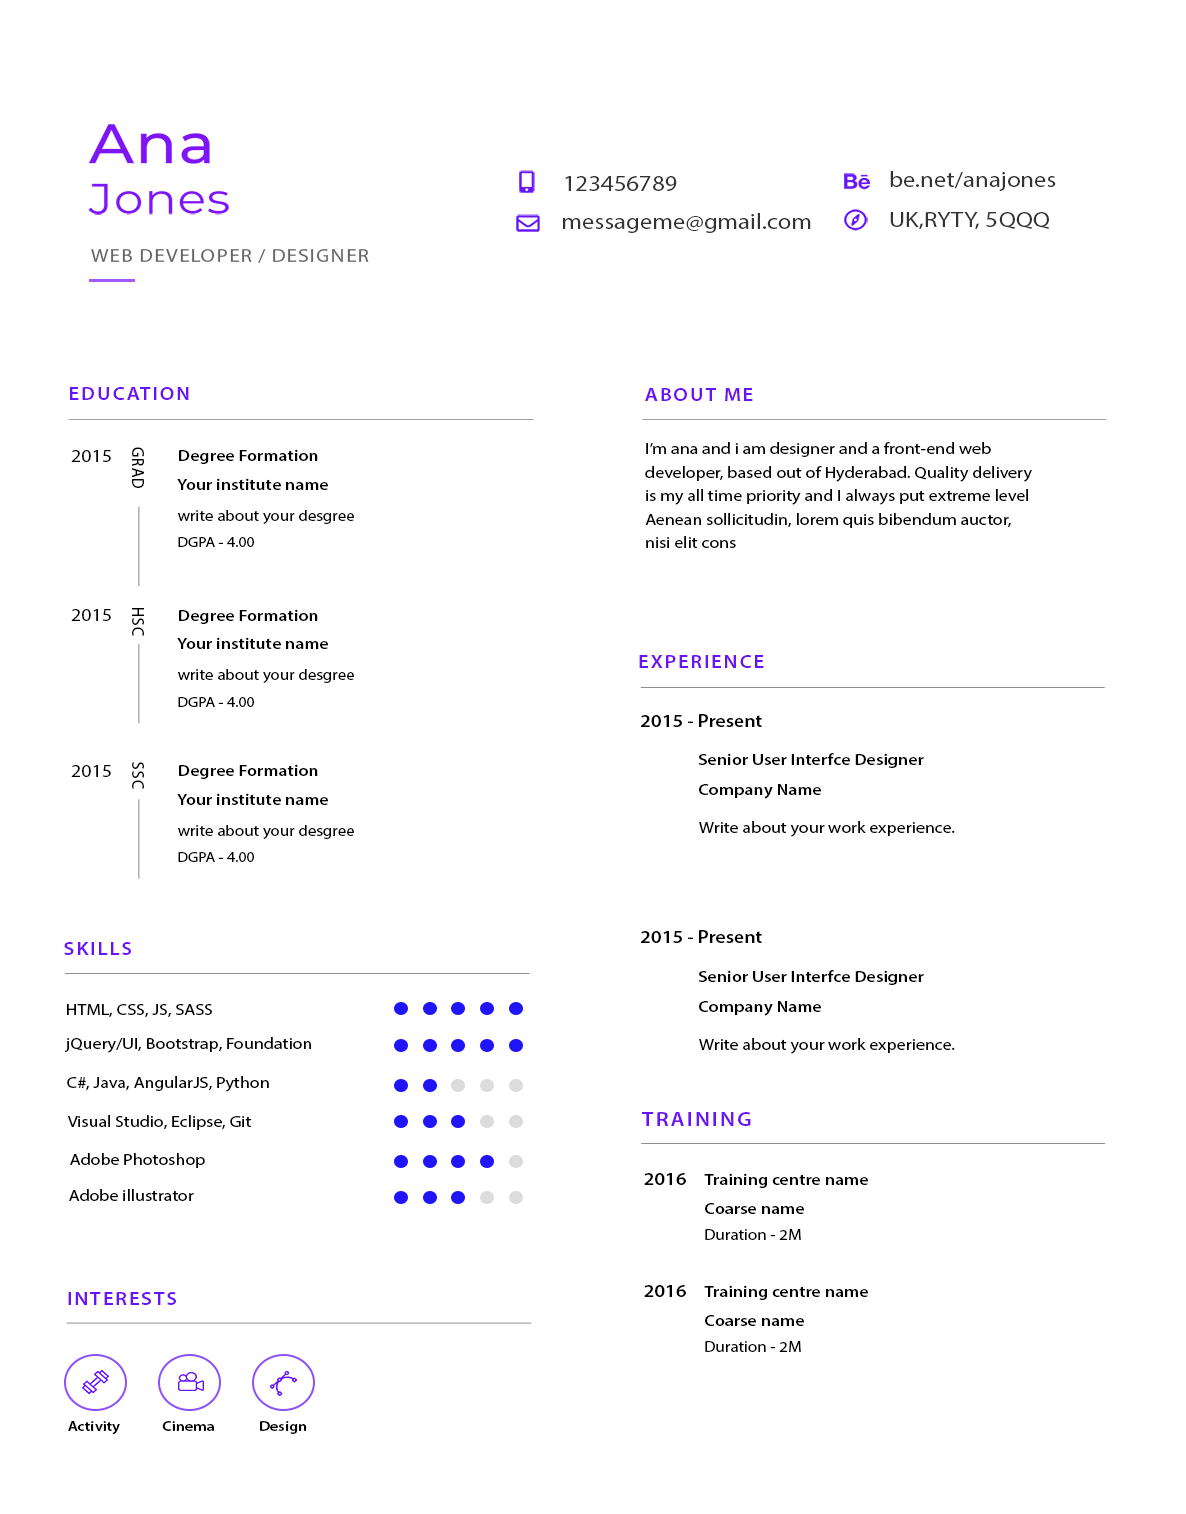 Ana
Jones
WEB DEVELOPER / DESIGNER
123456789
messageme@gmail.com
Bē be.net/anajones
UK,RYTY, 5QQQ
EDUCATION
2015 GRAD Degree Formation
Your institute name
write about your desgree
DGPA - 4.00
2015 HSC Degree Formation
Your institute name
write about your desgree
DGPA - 4.00
2015 SSC Degree Formation
Your institute name
write about your desgree
DGPA - 4.00
SKILLS
HTML, CSS, JS, SASS
jQuery/UI, Bootstrap, Foundation
C#, Java, AngularJS, Python
Visual Studio, Eclipse, Git
Adobe Photoshop
Adobe illustrator
INTERESTS
Activity Cinema Design
ABOUT ME
I’m ana and i am designer and a front-end web
developer, based out of Hyderabad. Quality delivery
is my all time priority and I always put extreme level
Aenean sollicitudin, lorem quis bibendum auctor,
nisi elit cons
EXPERIENCE
2015 - Present
Senior User Interfce Designer
Company Name
Write about your work experience.
2015 - Present
Senior User Interfce Designer
Company Name
Write about your work experience.
TRAINING
2016 Training centre name
Coarse name
Duration - 2M
2016 Training centre name
Coarse name
Duration - 2M